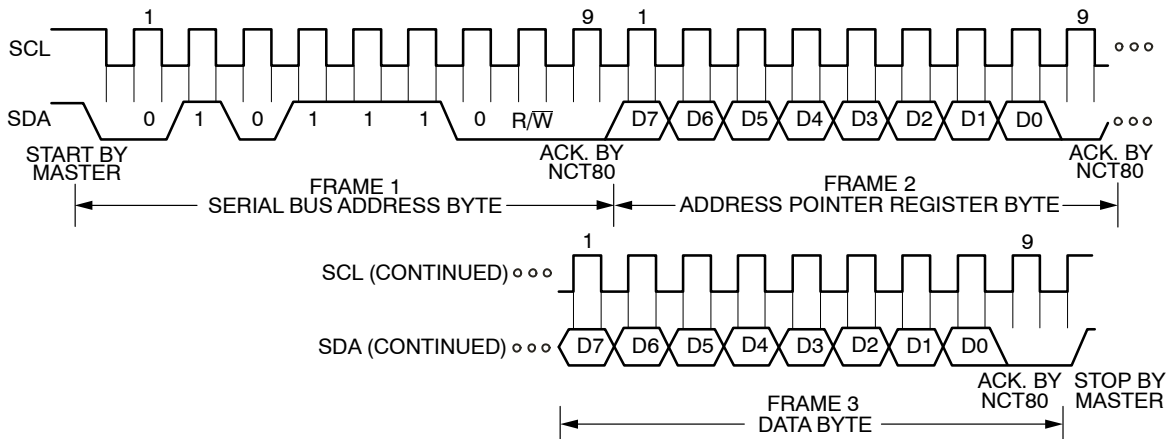 1 9 1 9
SCL
SDA 0 1 0 1 1 1 0 R/W̅ D7 D6 D5 D4 D3 D2 D1 D0
START BY MASTER
ACK. BY NCT80
ACK. BY NCT80
FRAME 1
SERIAL BUS ADDRESS BYTE
FRAME 2
ADDRESS POINTER REGISTER BYTE
1 9
SCL (CONTINUED)
SDA (CONTINUED) D7 D6 D5 D4 D3 D2 D1 D0
ACK. BY NCT80
STOP BY MASTER
FRAME 3
DATA BYTE